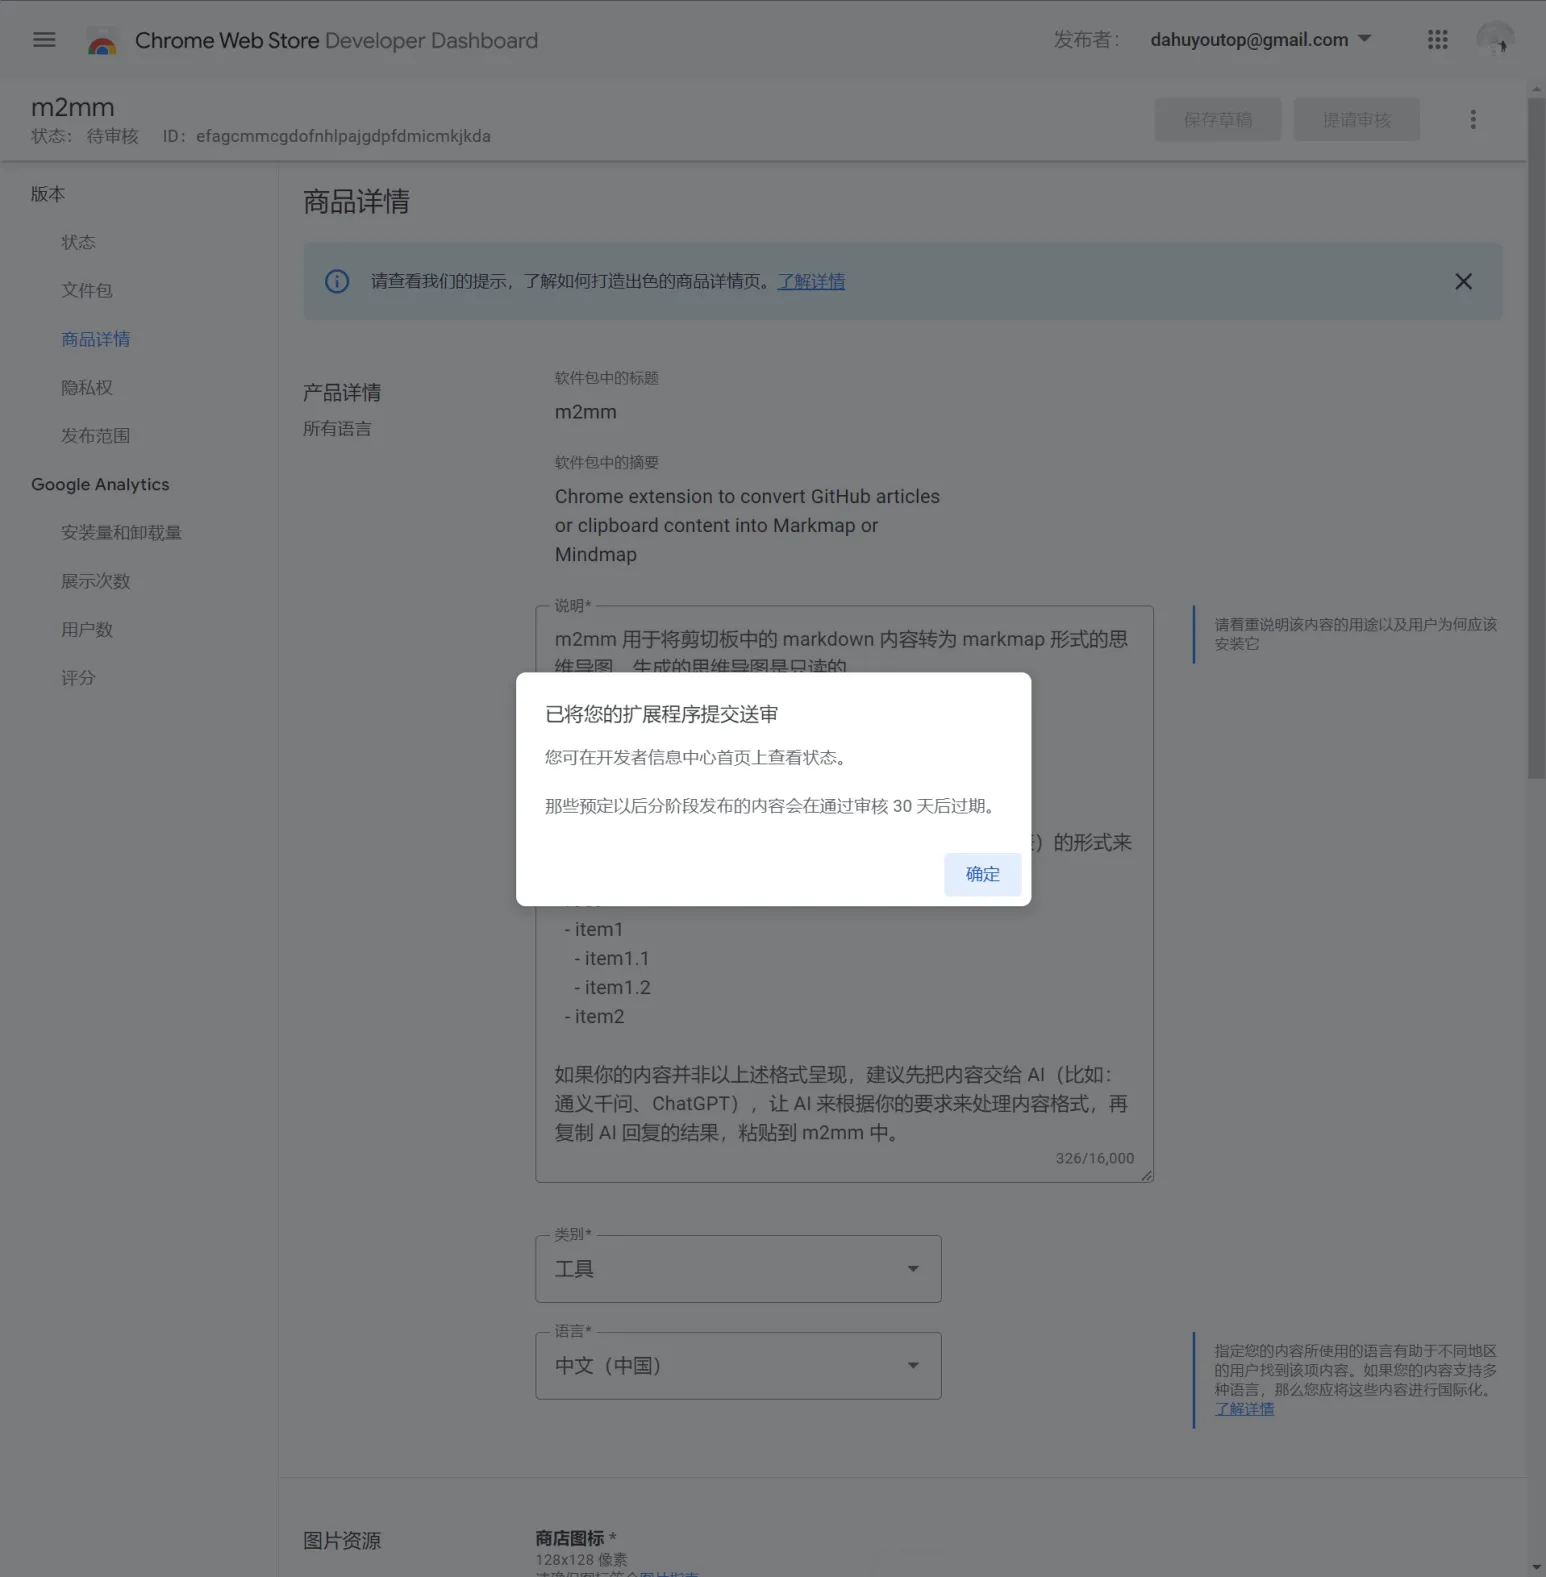 Chrome Web Store Developer Dashboard
发布者：
dahuyoutop@gmail.com
m2mm
状态： 待审核 ID： efagcmmcgdofnhlpajgdpfdmicmkjkda
保存草稿
提请审核
版本
状态
文件包
商品详情
隐私权
发布范围
Google Analytics
安装量和卸载量
展示次数
用户数
评分
商品详情
请查看我们的提示，了解如何打造出色的商品详情页。了解详情
产品详情
所有语言
软件包中的标题
m2mm
软件包中的摘要
Chrome extension to convert GitHub articles
or clipboard content into Markmap or
Mindmap
说明*
m2mm 用于将剪切板中的 markdown 内容转为 markmap 形式的思
维导图，生成的思维导图是只读的
请着重说明该内容的用途以及用户为何应该
安装它
已将您的扩展程序提交送审
您可在开发者信息中心首页上查看状态。
那些预定以后分阶段发布的内容会在通过审核 30 天后过期。
确定
）的形式来
- item1
- item1.1
- item1.2
- item2
如果你的内容并非以上述格式呈现，建议先把内容交给 AI（比如：
通义千问、ChatGPT），让 AI 来根据你的要求来处理内容格式，再
复制 AI 回复的结果，粘贴到 m2mm 中。
326/16,000
类别*
工具
语言*
中文（中国）
指定您的内容所使用的语言有助于不同地区
的用户找到该项内容。如果您的内容支持多
种语言，那么您应将这些内容进行国际化。
了解详情
图片资源
商店图标 *
128x128 像素